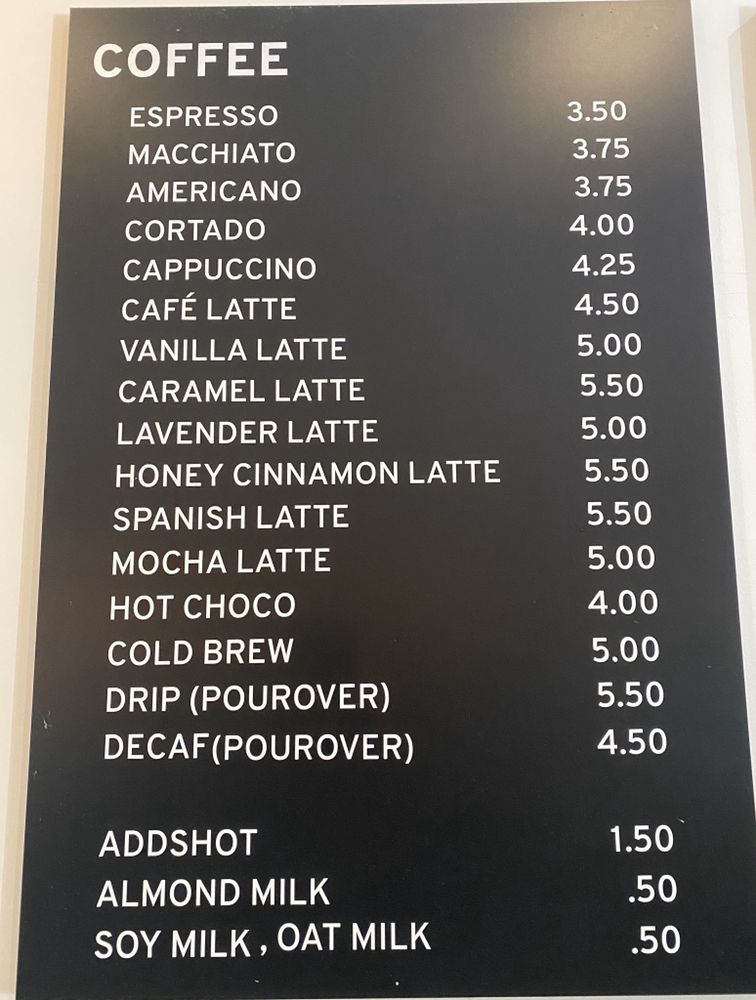 COFFEE
ESPRESSO 3.50
MACCHIATO 3.75
AMERICANO 3.75
CORTADO 4.00
CAPPUCCINO 4.25
CAFÉ LATTE 4.50
VANILLA LATTE 5.00
CARAMEL LATTE 5.50
LAVENDER LATTE 5.00
HONEY CINNAMON LATTE 5.50
SPANISH LATTE 5.50
MOCHA LATTE 5.00
HOT CHOCO 4.00
COLD BREW 5.00
DRIP (POUROVER) 5.50
DECAF(POUROVER) 4.50
ADDSHOT 1.50
ALMOND MILK .50
SOY MILK , OAT MILK .50